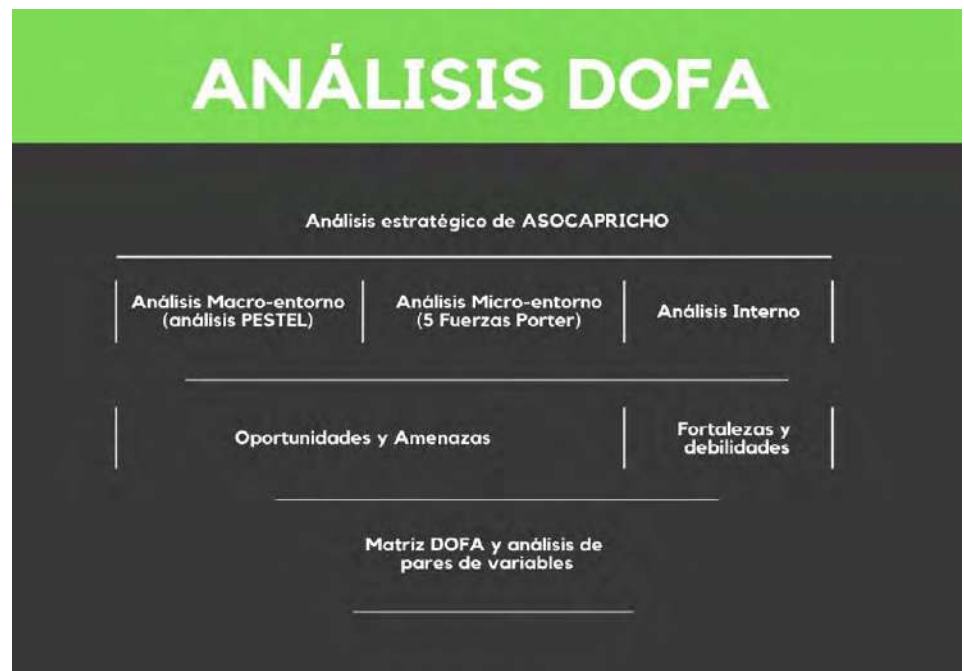 ANÁLISIS DOFA
Análisis estratégico de ASOCAPRICHO
Análisis Macro-entorno
(análisis PESTEL)
Análisis Micro-entorno
(5 Fuerzas Porter)
Análisis Interno
Oportunidades y Amenazas
Fortalezas y
debilidades
Matriz DOFA y análisis de
pares de variables